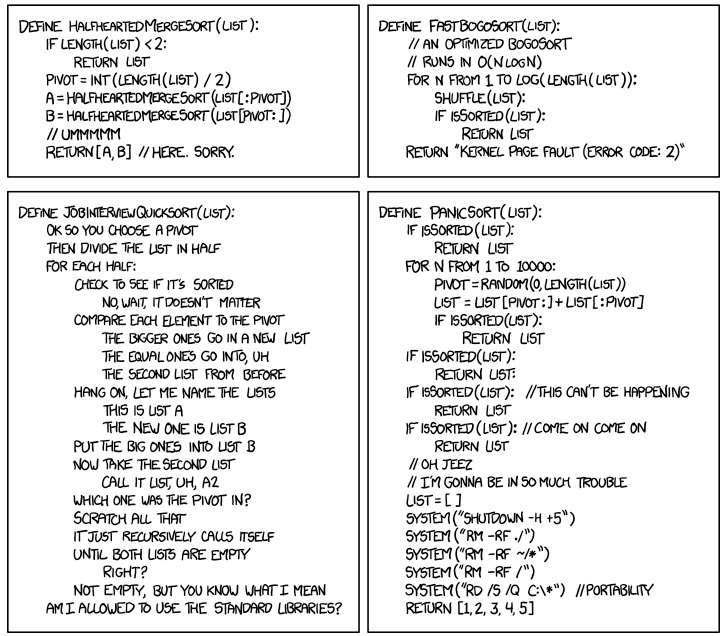 DEFINE HALFHEARTEDMERGESORT(LIST):
IF LENGTH(LIST) < 2:
RETURN LIST
PIVOT = INT(LENGTH(LIST) / 2)
A = HALFHEARTEDMERGESORT(LIST[:PIVOT])
B = HALFHEARTEDMERGESORT(LIST[PIVOT:])
// UMMMMM
RETURN[A, B] // HERE. SORRY.
DEFINE FASTBOGOSORT(LIST):
// AN OPTIMIZED BOGOSORT
// RUNS IN O(N LOG N)
FOR N FROM 1 TO LOG(LENGTH(LIST)):
SHUFFLE(LIST):
IF ISSORTED(LIST):
RETURN LIST
RETURN "KERNEL PAGE FAULT (ERROR CODE: 2)"
DEFINE JOBINTERVIEWQUICKSORT(LIST):
OK SO YOU CHOOSE A PIVOT
THEN DIVIDE THE LIST IN HALF
FOR EACH HALF:
CHECK TO SEE IF IT'S SORTED
NO, WAIT, IT DOESN'T MATTER
COMPARE EACH ELEMENT TO THE PIVOT
THE BIGGER ONES GO IN A NEW LIST
THE EQUAL ONES GO INTO, UH
THE SECOND LIST FROM BEFORE
HANG ON, LET ME NAME THE LISTS
THIS IS LIST A
THE NEW ONE IS LIST B
PUT THE BIG ONES INTO LIST B
NOW TAKE THE SECOND LIST
CALL IT LIST, UH, A2
WHICH ONE WAS THE PIVOT IN?
SCRATCH ALL THAT
IT JUST RECURSIVELY CALLS ITSELF
UNTIL BOTH LISTS ARE EMPTY
RIGHT?
NOT EMPTY, BUT YOU KNOW WHAT I MEAN
AM I ALLOWED TO USE THE STANDARD LIBRARIES?
DEFINE PANICSORT(LIST):
IF ISSORTED(LIST):
RETURN LIST
FOR N FROM 1 TO 10000:
PIVOT = RANDOM(0, LENGTH(LIST))
LIST = LIST[PIVOT:] + LIST[:PIVOT]
IF ISSORTED(LIST):
RETURN LIST
IF ISSORTED(LIST):
RETURN LIST:
IF ISSORTED(LIST): // THIS CAN'T BE HAPPENING
RETURN LIST
IF ISSORTED(LIST): // COME ON COME ON
RETURN LIST
// OH JEEZ
// I'M GONNA BE IN SO MUCH TROUBLE
LIST = [ ]
SYSTEM("SHUTDOWN -H +5")
SYSTEM("RM -RF ./")
SYSTEM("RM -RF ~/*")
SYSTEM("RM -RF /")
SYSTEM("RD /S /Q C:\*") // PORTABILITY
RETURN [1, 2, 3, 4, 5]